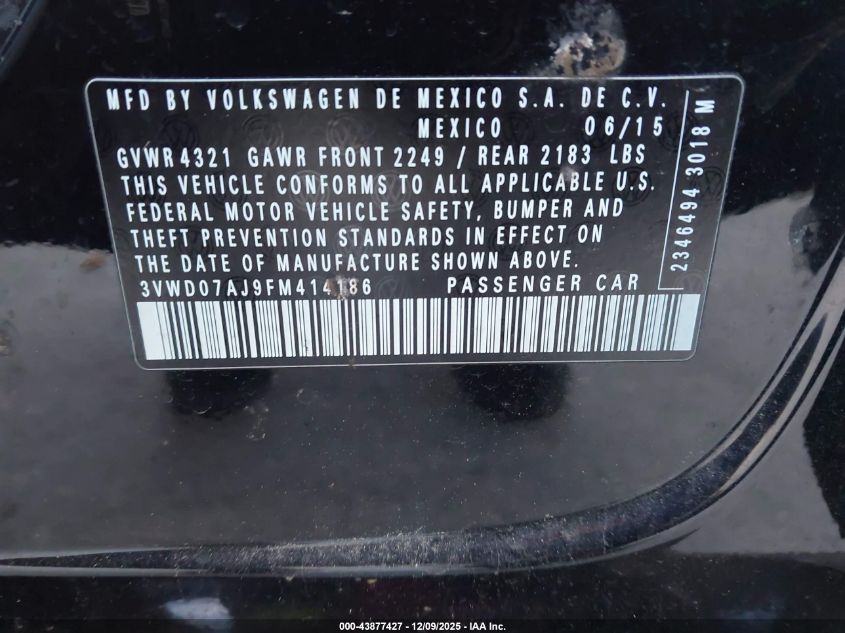 MFD BY VOLKSWAGEN DE MEXICO S.A. DE C.V.
MEXICO 06/15
GVWR 4321 GAWR FRONT 2249 / REAR 2183 LBS
THIS VEHICLE CONFORMS TO ALL APPLICABLE U.S.
FEDERAL MOTOR VEHICLE SAFETY, BUMPER AND
THEFT PREVENTION STANDARDS IN EFFECT ON
THE DATE OF MANUFACTURE SHOWN ABOVE.
3VWD07AJ9FM414186 PASSENGER CAR
2346494 3018 M
000-43877427 - 12/09/2025 - IAA Inc.